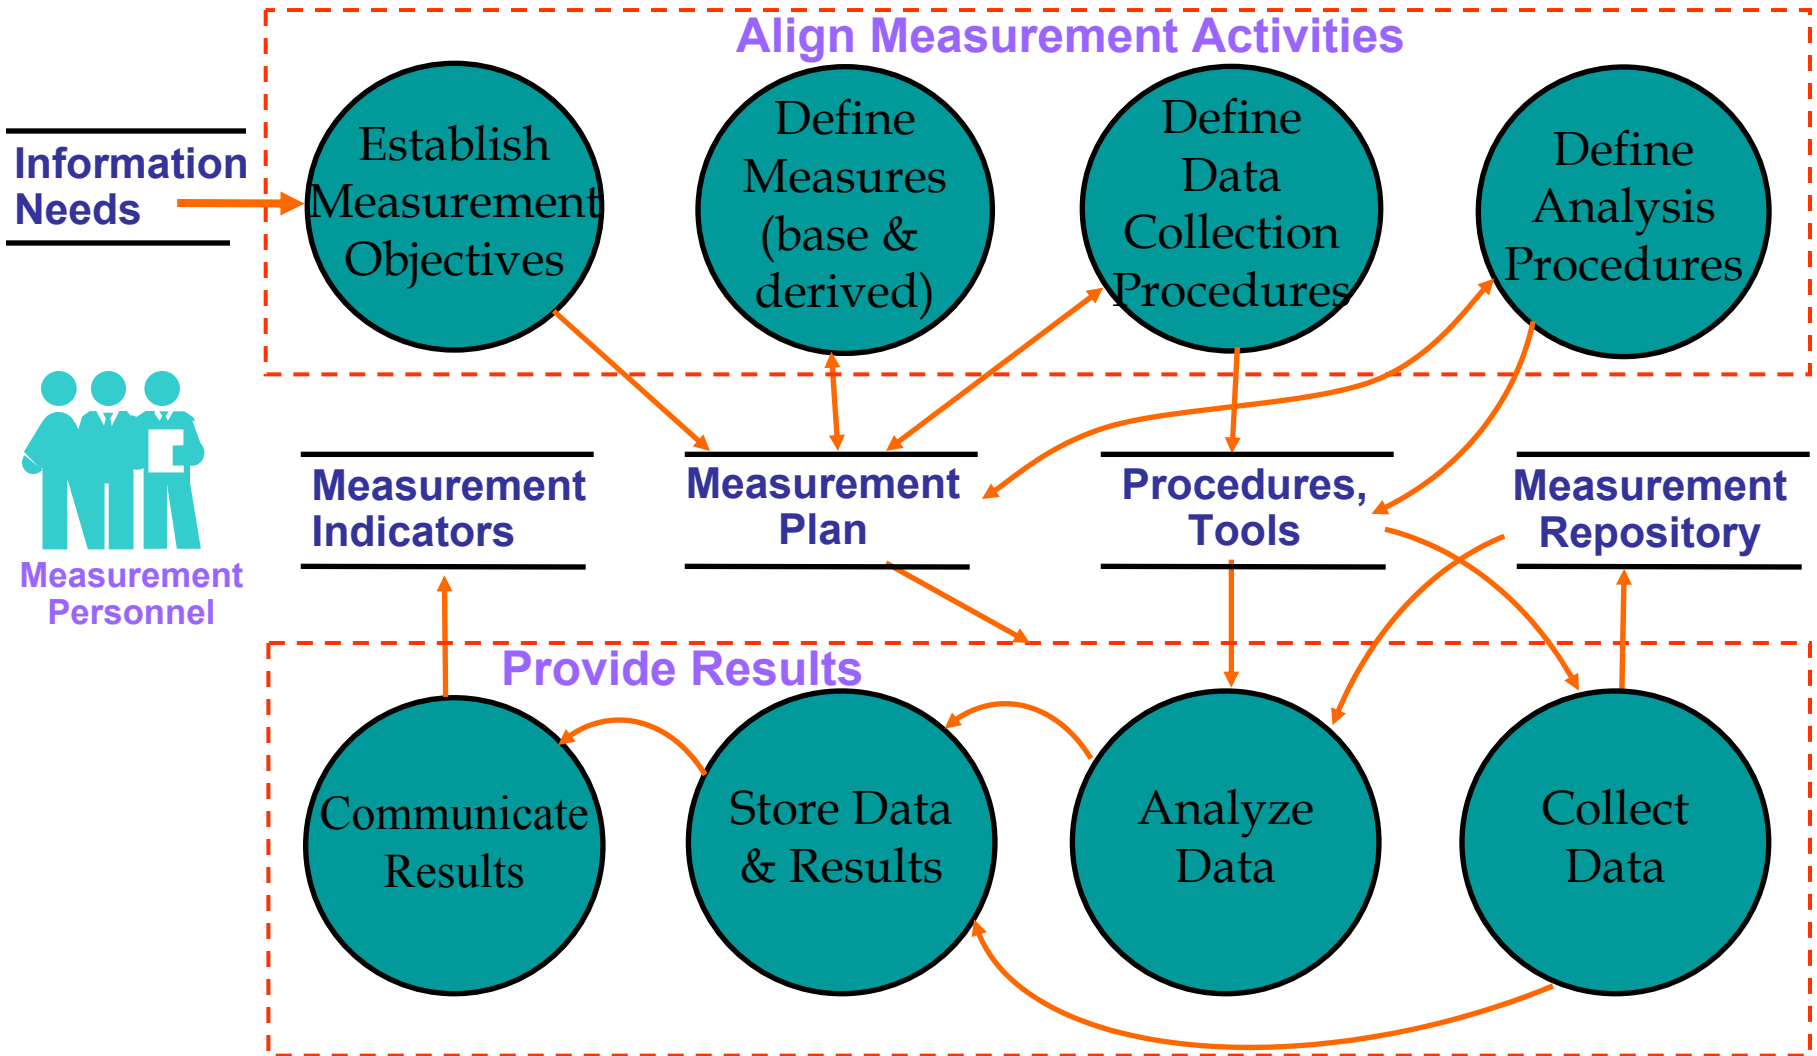 Align Measurement Activities
Information
Needs
Establish
Measurement
Objectives
Define
Measures
(base &
derived)
Define
Data
Collection
Procedures
Define
Analysis
Procedures
Measurement
Personnel
Measurement
Indicators
Measurement
Plan
Procedures,
Tools
Measurement
Repository
Provide Results
Communicate
Results
Store Data
& Results
Analyze
Data
Collect
Data